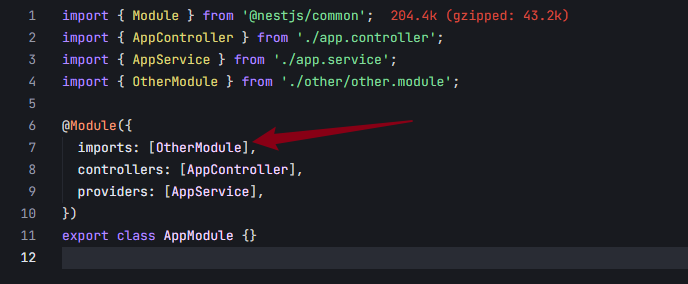 1 import { Module } from '@nestjs/common'; 204.4k (gzipped: 43.2k)
2 import { AppController } from './app.controller';
3 import { AppService } from './app.service';
4 import { OtherModule } from './other/other.module';
5
6 @Module({
7 imports: [OtherModule],
8 controllers: [AppController],
9 providers: [AppService],
10 })
11 export class AppModule {}
12